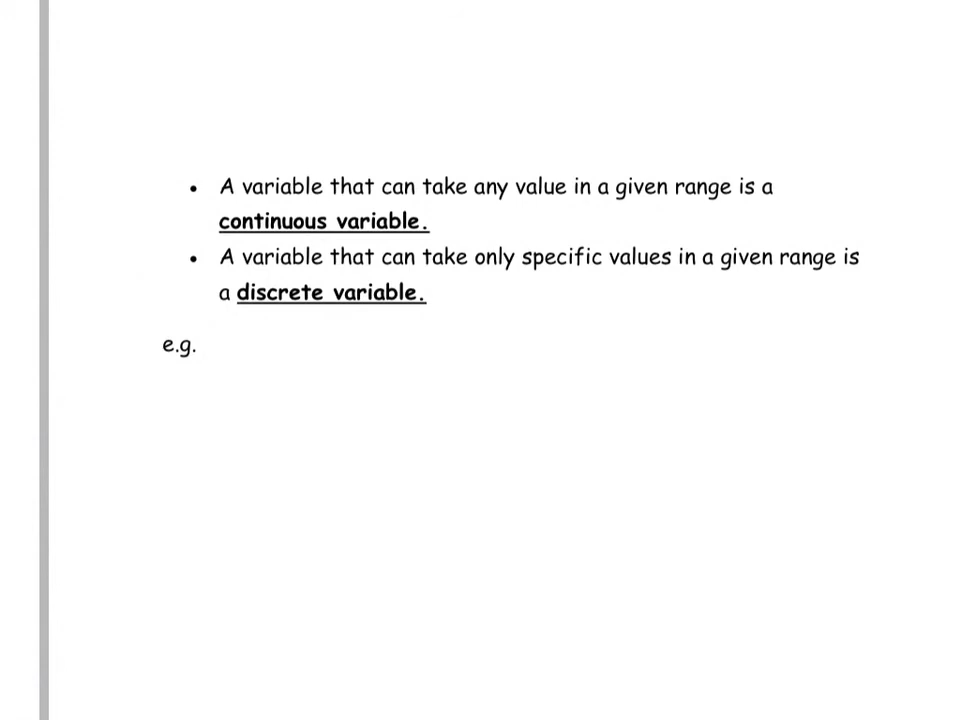 • A variable that can take any value in a given range is a
continuous variable.
• A variable that can take only specific values in a given range is
a discrete variable.
e.g.